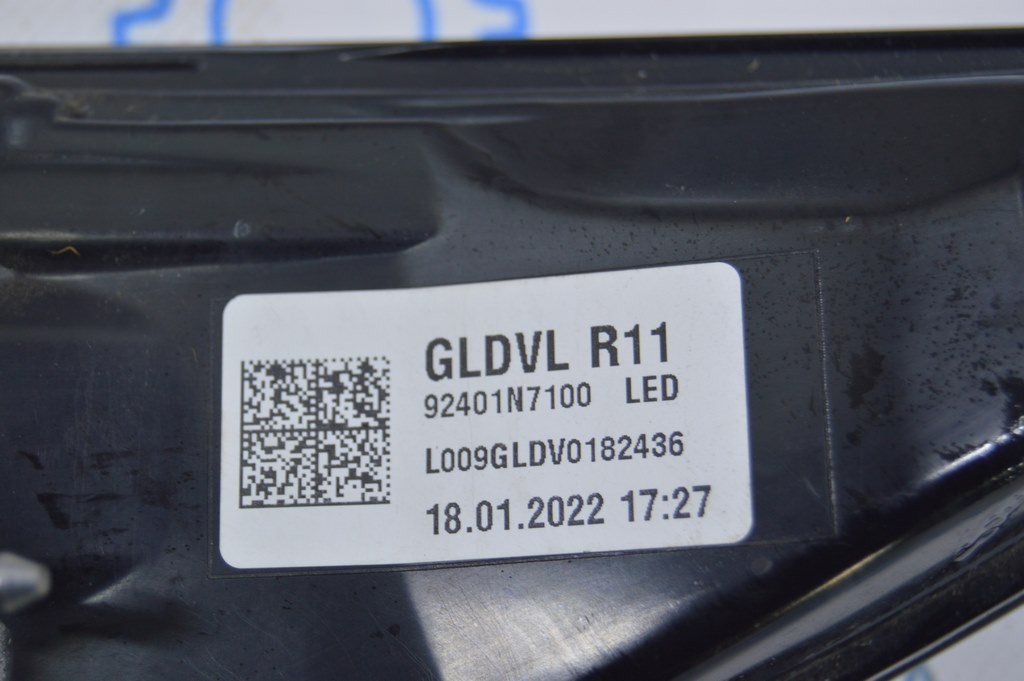 GLDVL R11
92401N7100 LED
L009GLDV0182436
18.01.2022 17:27